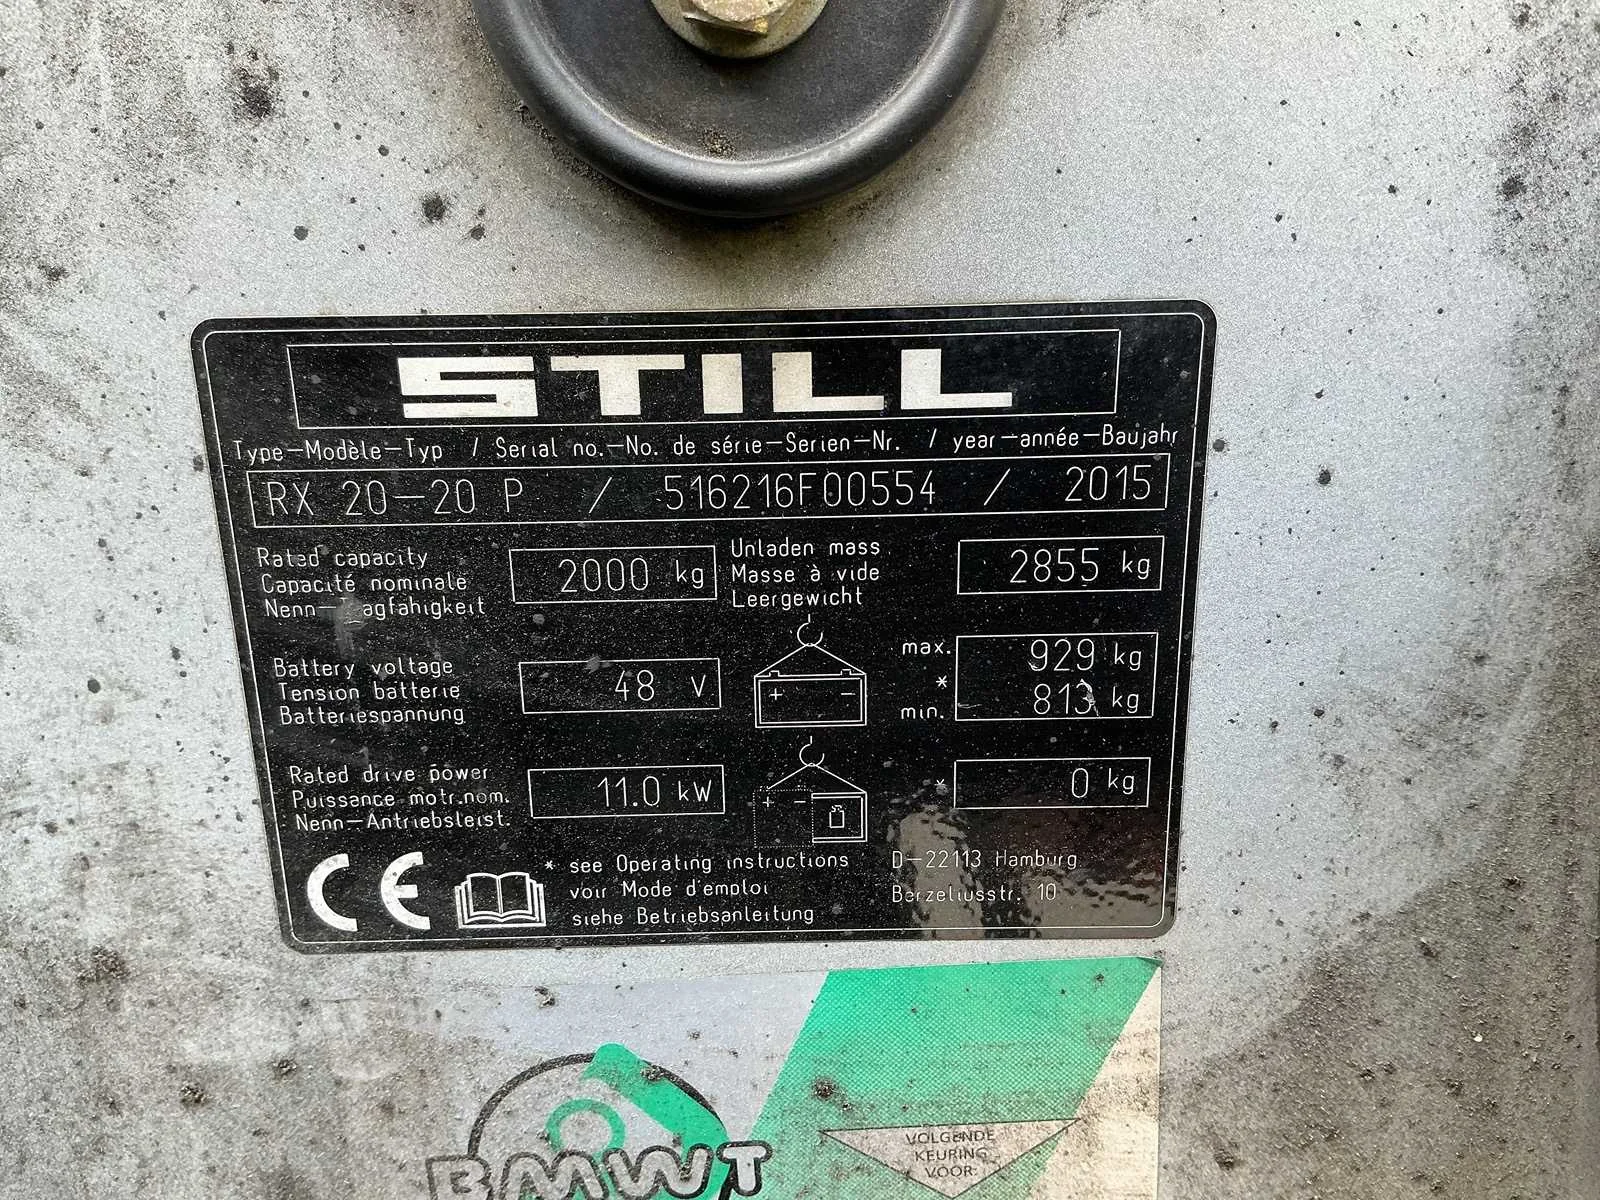 STILL
Type-Modèle-Typ / Serial no.-No. de série-Serien-Nr. / year-année-Baujahr
RX 20-20 P / 516216F00554 / 2015
Rated capacity
Capacité nominale
Nenn-Tragfähigkeit
2000 kg
Unladen mass
Masse à vide
Leergewicht
2855 kg
Battery voltage
Tension batterie
Batteriespannung
48 V
+ -
max. 929 kg
*
min. 813 kg
Rated drive power
Puissance motr.nom.
Nenn-Antriebsleist.
11.0 kW
+ -
* 0 kg
CE
* see Operating instructions
voir Mode d'emploi
siehe Betriebsanleitung
D-22113 Hamburg
Berzeliusstr. 10
BMWT
VOLGENDE
KEURING
VOOR: